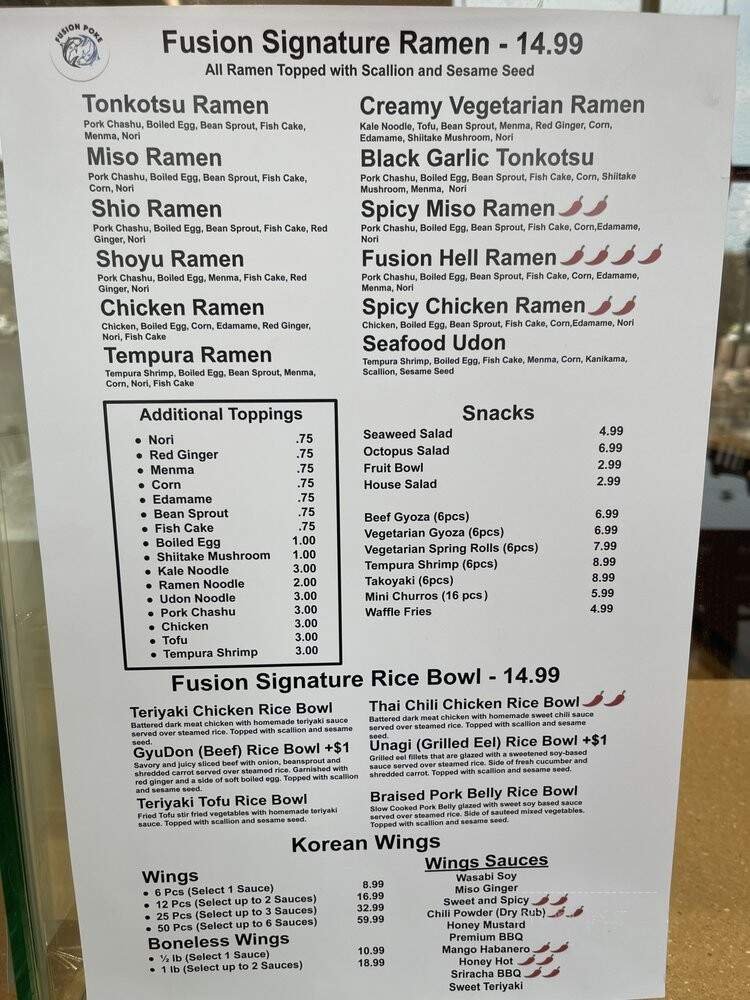 FUSION POKE
Fusion Signature Ramen - 14.99
All Ramen Topped with Scallion and Sesame Seed
Tonkotsu Ramen
Pork Chashu, Boiled Egg, Bean Sprout, Fish Cake,
Menma, Nori
Miso Ramen
Pork Chashu, Boiled Egg, Bean Sprout, Fish Cake,
Corn, Nori
Shio Ramen
Pork Chashu, Boiled Egg, Bean Sprout, Fish Cake, Red
Ginger, Nori
Shoyu Ramen
Pork Chashu, Boiled Egg, Menma, Fish Cake, Red
Ginger, Nori
Chicken Ramen
Chicken, Boiled Egg, Corn, Edamame, Red Ginger,
Nori, Fish Cake
Tempura Ramen
Tempura Shrimp, Boiled Egg, Bean Sprout, Menma,
Corn, Nori, Fish Cake
Creamy Vegetarian Ramen
Kale Noodle, Tofu, Bean Sprout, Menma, Red Ginger, Corn,
Edamame, Shiitake Mushroom, Nori
Black Garlic Tonkotsu
Pork Chashu, Boiled Egg, Bean Sprout, Fish Cake, Corn, Shiitake
Mushroom, Menma, Nori
Spicy Miso Ramen
Pork Chashu, Boiled Egg, Bean Sprout, Fish Cake, Corn,Edamame,
Nori
Fusion Hell Ramen
Pork Chashu, Boiled Egg, Bean Sprout, Fish Cake, Corn, Edamame,
Menma, Nori
Spicy Chicken Ramen
Chicken, Boiled Egg, Bean Sprout, Fish Cake, Corn,Edamame, Nori
Seafood Udon
Tempura Shrimp, Boiled Egg, Fish Cake, Menma, Corn, Kanikama,
Scallion, Sesame Seed
Additional Toppings
• Nori .75
• Red Ginger .75
• Menma .75
• Corn .75
• Edamame .75
• Bean Sprout .75
• Fish Cake .75
• Boiled Egg 1.00
• Shiitake Mushroom 1.00
• Kale Noodle 3.00
• Ramen Noodle 2.00
• Udon Noodle 3.00
• Pork Chashu 3.00
• Chicken 3.00
• Tofu 3.00
• Tempura Shrimp 3.00
Snacks
Seaweed Salad 4.99
Octopus Salad 6.99
Fruit Bowl 2.99
House Salad 2.99
Beef Gyoza (6pcs) 6.99
Vegetarian Gyoza (6pcs) 6.99
Vegetarian Spring Rolls (6pcs) 7.99
Tempura Shrimp (6pcs) 8.99
Takoyaki (6pcs) 8.99
Mini Churros (16 pcs) 5.99
Waffle Fries 4.99
Fusion Signature Rice Bowl - 14.99
Teriyaki Chicken Rice Bowl
Battered dark meat chicken with homemade teriyaki sauce
served over steamed rice. Topped with scallion and sesame
seed.
GyuDon (Beef) Rice Bowl +$1
Savory and juicy sliced beef with onion, beansprout and
shredded carrot served over steamed rice. Garnished with
red ginger and a side of soft boiled egg. Topped with scallion
and sesame seed.
Teriyaki Tofu Rice Bowl
Fried Tofu stir fried vegetables with homemade teriyaki
sauce. Topped with scallion and sesame seed.
Thai Chili Chicken Rice Bowl
Battered dark meat chicken with homemade sweet chili sauce
served over steamed rice. Topped with scallion and sesame
seed.
Unagi (Grilled Eel) Rice Bowl +$1
Grilled eel fillets that are glazed with a sweetened soy-based
sauce served over steamed rice. Side of fresh cucumber and
shredded carrot. Topped with scallion and sesame seed.
Braised Pork Belly Rice Bowl
Slow Cooked Pork Belly glazed with sweet soy based sauce
served over steamed rice. Side of sauteed mixed vegetables.
Topped with scallion and sesame seed.
Korean Wings
Wings
• 6 Pcs (Select 1 Sauce) 8.99
• 12 Pcs (Select up to 2 Sauces) 16.99
• 25 Pcs (Select up to 3 Sauces) 32.99
• 50 Pcs (Select up to 6 Sauces) 59.99
Boneless Wings
• ½ lb (Select 1 Sauce) 10.99
• 1 lb (Select up to 2 Sauces) 18.99
Wings Sauces
Wasabi Soy
Miso Ginger
Sweet and Spicy
Chili Powder (Dry Rub)
Honey Mustard
Premium BBQ
Mango Habanero
Honey Hot
Sriracha BBQ
Sweet Teriyaki